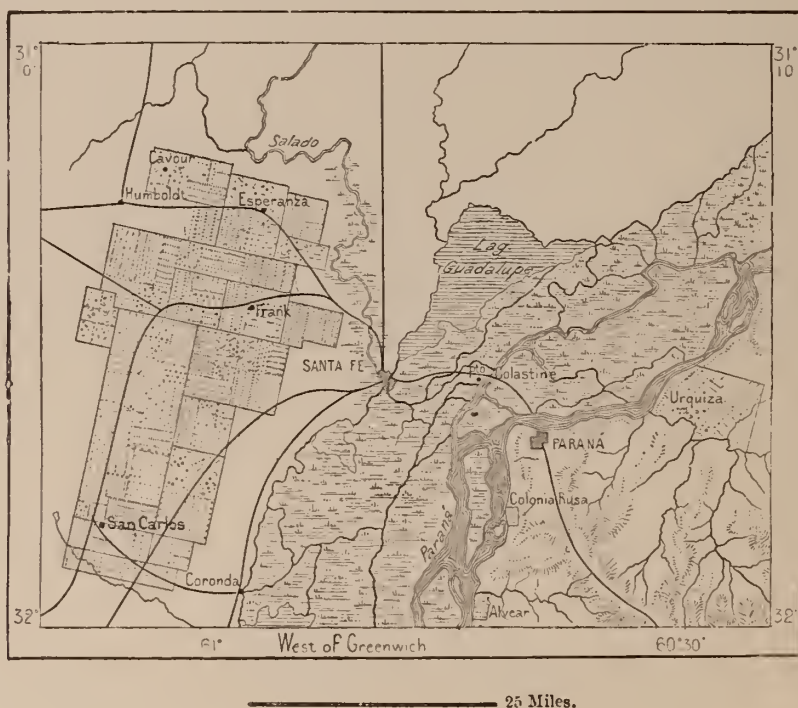 31° 31°
0' 10'
Salado
Cavour
Humboldt
Esperanza
Lag.
Guadalupe
Frank
SANTA FE
Pto. Colastine
Urquiza
PARANÁ
Colonia Rusa
San Carlos
Paraná
Coronda
Alvear
32° 32°
61° West of Greenwich 60°30'
25 Miles.